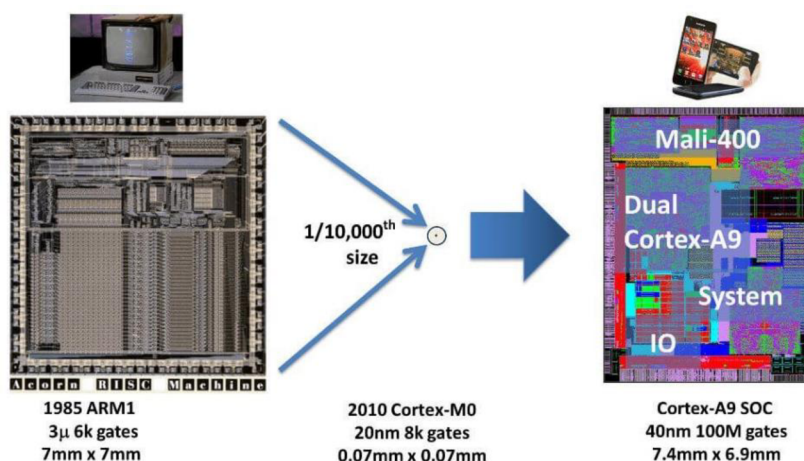 1/10,000th
size
Mali-400
Dual
Cortex-A9
System
IO
Acorn RISC Machine
1985 ARM1
3μ 6k gates
7mm x 7mm
2010 Cortex-M0
20nm 8k gates
0.07mm x 0.07mm
Cortex-A9 SOC
40nm 100M gates
7.4mm x 6.9mm